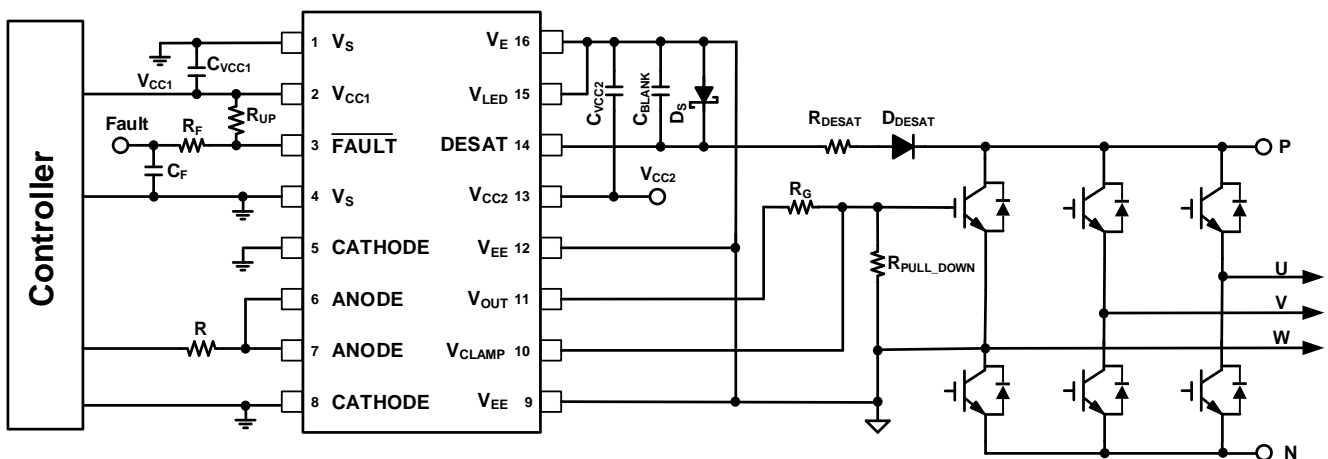 Controller
V_CC1
C_VCC1
R_UP
Fault
R_F
C_F
R
1 V_S
2 V_CC1
3 F̅A̅U̅L̅T̅
4 V_S
5 CATHODE
6 ANODE
7 ANODE
8 CATHODE
V_E 16
V_LED 15
DESAT 14
V_CC2 13
V_EE 12
V_OUT 11
V_CLAMP 10
V_EE 9
C_VCC2
C_BLANK
D_S
V_CC2
R_DESAT
D_DESAT
R_G
R_PULL_DOWN
P
U
V
W
N